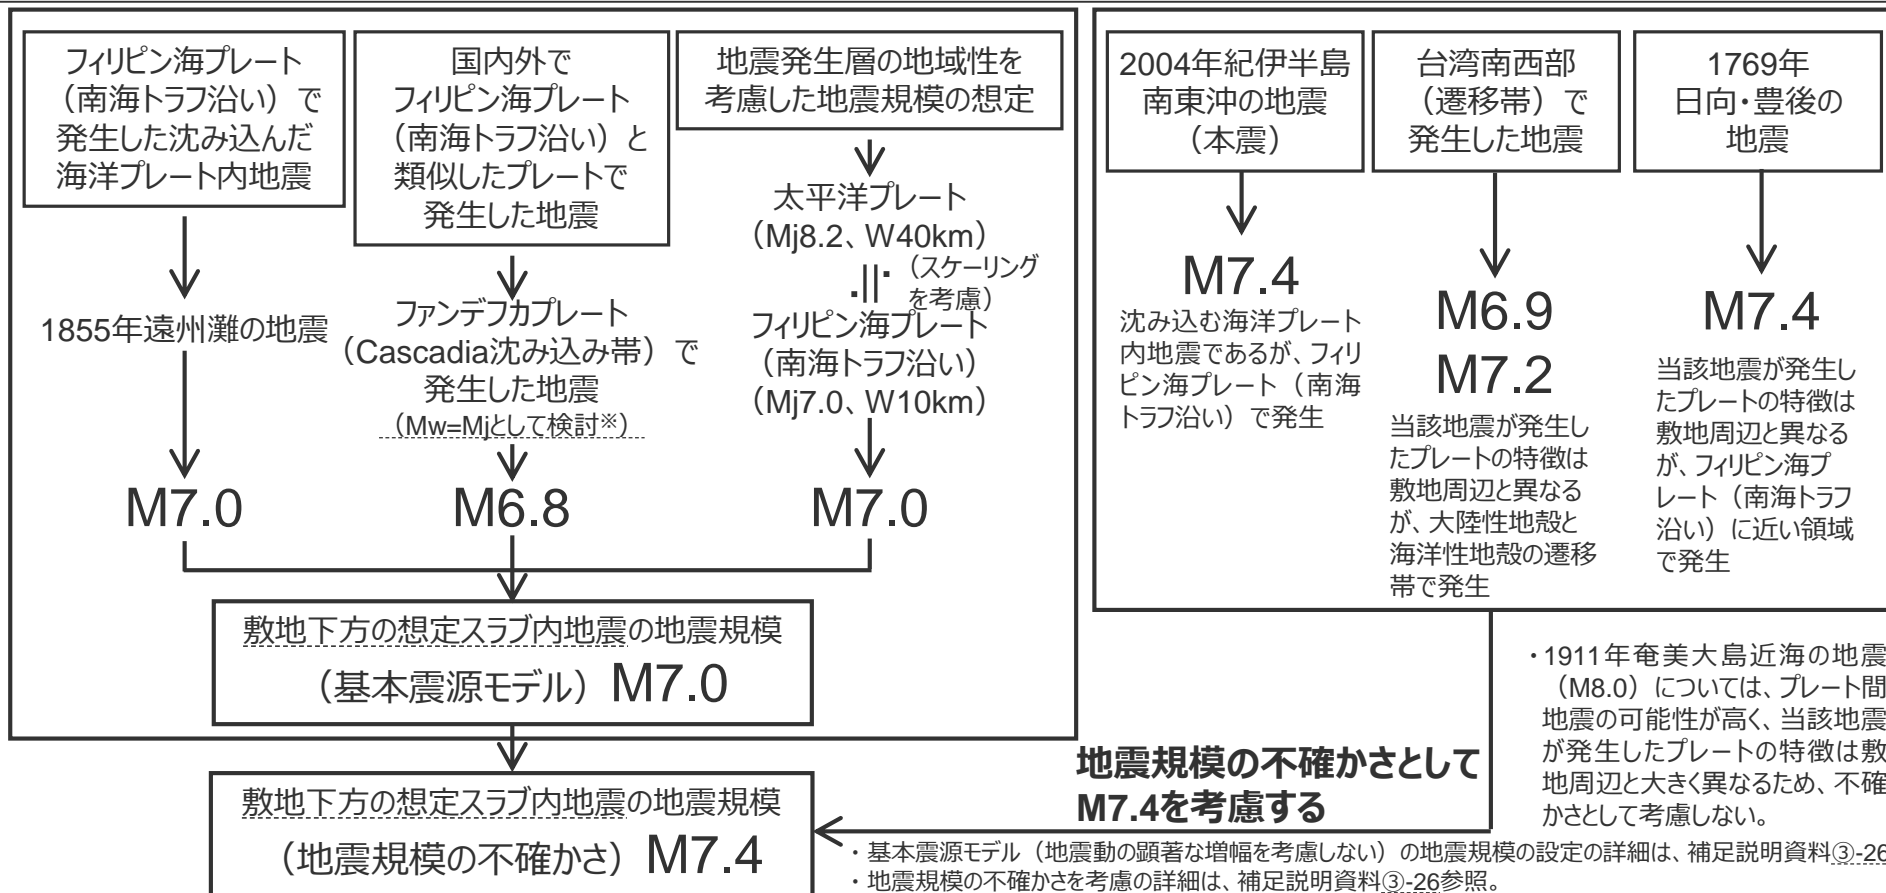 フィリピン海プレート
（南海トラフ沿い）で
発生した沈み込んだ
海洋プレート内地震
1855年遠州灘の地震
M7.0
国内外で
フィリピン海プレート
（南海トラフ沿い）と
類似したプレートで
発生した地震
ファンデフカプレート
（Cascadia沈み込み帯）で
発生した地震
（Mw=Mjとして検討※）
M6.8
地震発生層の地域性を
考慮した地震規模の想定
太平洋プレート
（Mj8.2、W40km）
（スケーリング
を考慮）
フィリピン海プレート
（南海トラフ沿い）
（Mj7.0、W10km）
M7.0
敷地下方の想定スラブ内地震の地震規模
（基本震源モデル）M7.0
敷地下方の想定スラブ内地震の地震規模
（地震規模の不確かさ）M7.4
2004年紀伊半島
南東沖の地震
（本震）
M7.4
沈み込む海洋プレート
内地震であるが、フィリ
ピン海プレート（南海
トラフ沿い）で発生
台湾南西部
（遷移帯）で
発生した地震
M6.9
M7.2
当該地震が発生し
たプレートの特徴は
敷地周辺と異なる
が、大陸性地殻と
海洋性地殻の遷移
帯で発生
1769年
日向・豊後の
地震
M7.4
当該地震が発生し
たプレートの特徴は
敷地周辺と異なる
が、フィリピン海プ
レート（南海トラフ
沿い）に近い領域
で発生
・1911年奄美大島近海の地震
（M8.0）については、プレート間
地震の可能性が高く、当該地震
が発生したプレートの特徴は敷
地周辺と大きく異なるため、不確
かさとして考慮しない。
地震規模の不確かさとして
M7.4を考慮する
・基本震源モデル（地震動の顕著な増幅を考慮しない）の地震規模の設定の詳細は、補足説明資料③-26
・地震規模の不確かさを考慮の詳細は、補足説明資料③-26参照。